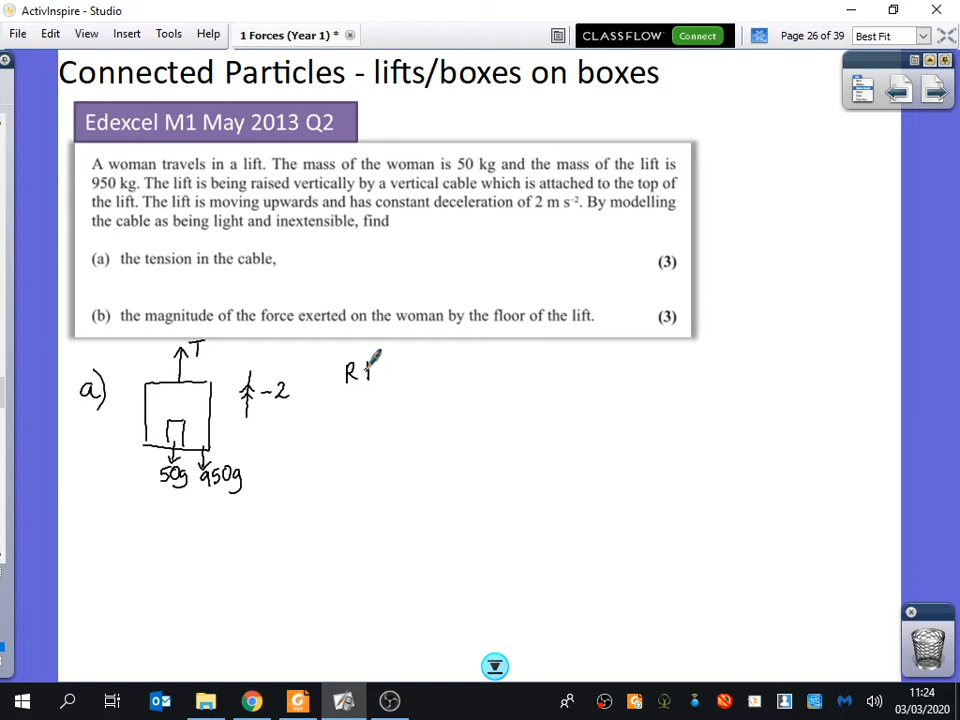 ActivInspire - Studio
File Edit View Insert Tools Help 1 Forces (Year 1) * CLASSFLOW Connect Page 26 of 39 Best Fit
Connected Particles - lifts/boxes on boxes
Edexcel M1 May 2013 Q2
A woman travels in a lift. The mass of the woman is 50 kg and the mass of the lift is
950 kg. The lift is being raised vertically by a vertical cable which is attached to the top of
the lift. The lift is moving upwards and has constant deceleration of 2 m s⁻². By modelling
the cable as being light and inextensible, find
(a) the tension in the cable, (3)
(b) the magnitude of the force exerted on the woman by the floor of the lift. (3)
T
a) -2 R
50g 950g
11:24
03/03/2020